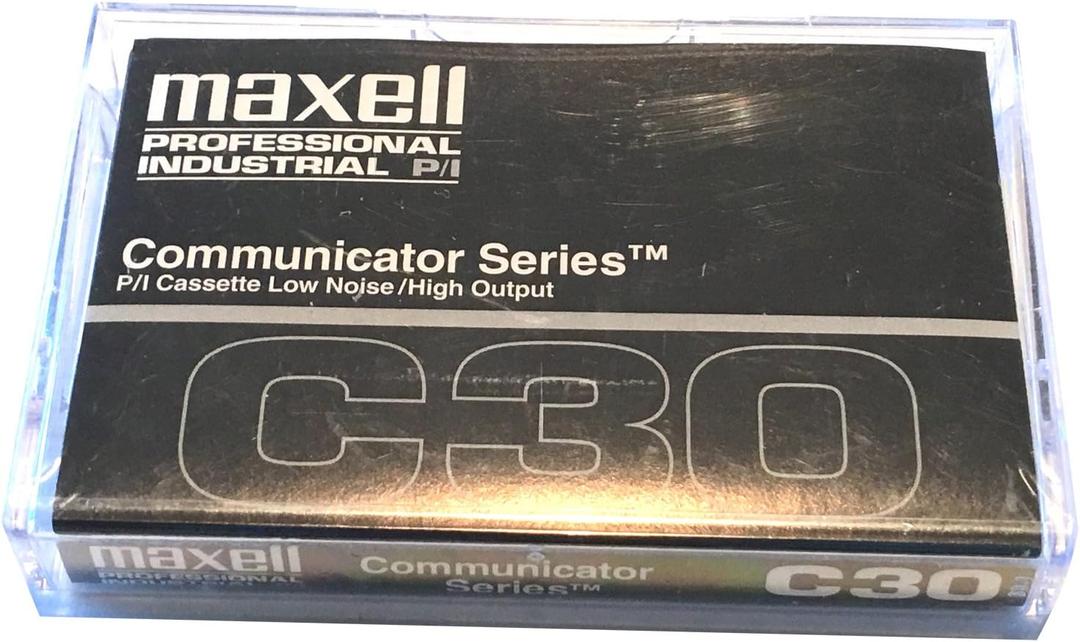 maxell
PROFESSIONAL
INDUSTRIAL P/I
Communicator Series™
P/I Cassette Low Noise/High Output
C30
maxell
PROFESSIONAL
Communicator
Series™
C30